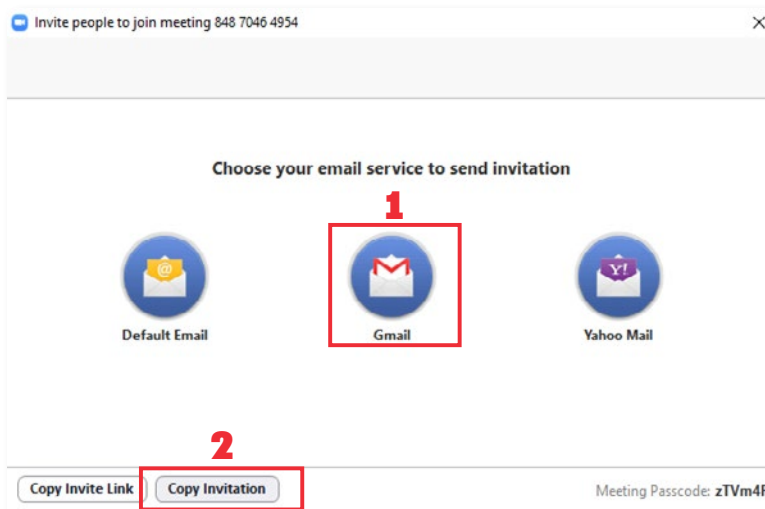 Invite people to join meeting 848 7046 4954
Choose your email service to send invitation
1
@
Y!
Default Email
Gmail
Yahoo Mail
2
Copy Invite Link
Copy Invitation
Meeting Passcode: